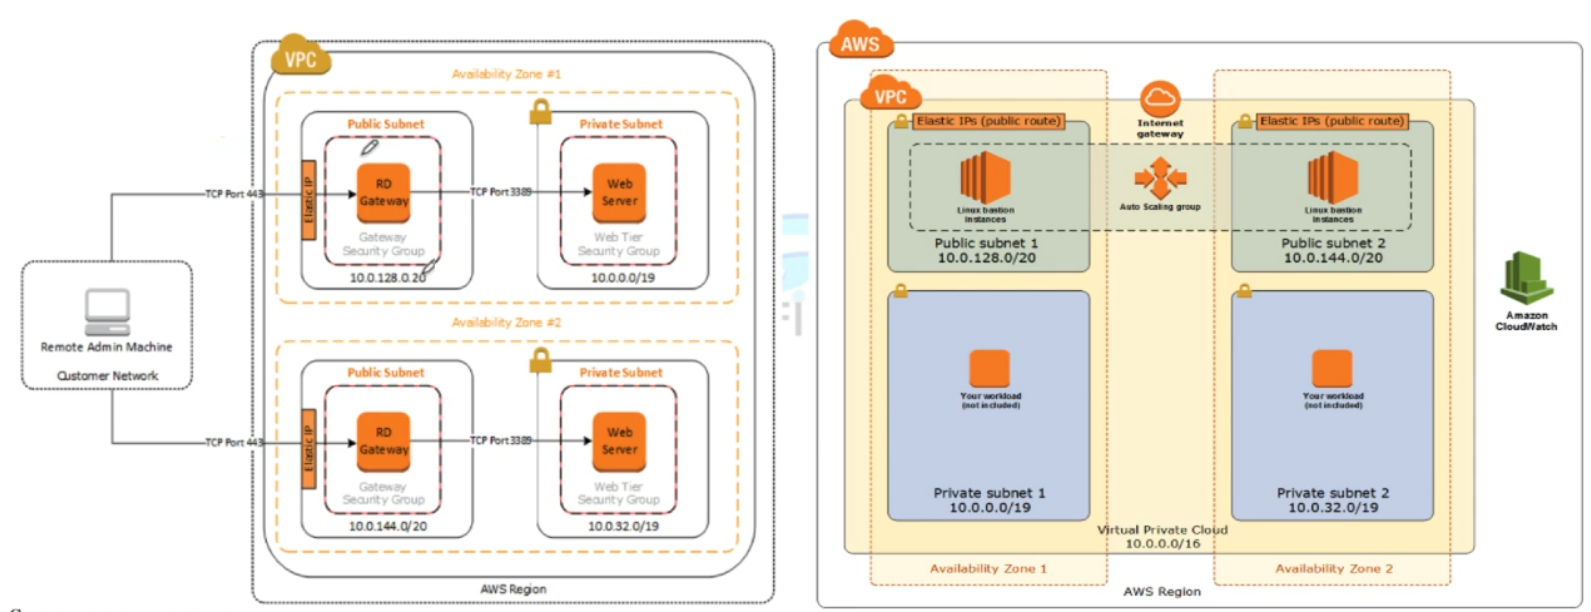 VPC
Availability Zone #1
Public Subnet
Private Subnet
TCP Port 443
Elastic IP
RD
Gateway
TCP Port 3389
Web
Server
Gateway
Security Group
Web Tier
Security Group
10.0.128.0.20
10.0.0.0/19
Remote Admin Machine
Customer Network
Availability Zone #2
Public Subnet
Private Subnet
TCP Port 443
Elastic IP
RD
Gateway
TCP Port 3389
Web
Server
Gateway
Security Group
Web Tier
Security Group
10.0.144.0/20
10.0.32.0/19
AWS Region
AWS
VPC
Internet
gateway
Elastic IPs (public route)
Elastic IPs (public route)
Linux bastion
instances
Auto Scaling group
Linux bastion
instances
Public subnet 1
10.0.128.0/20
Public subnet 2
10.0.144.0/20
Amazon
CloudWatch
Your workload
(not included)
Your workload
(not included)
Private subnet 1
10.0.0.0/19
Private subnet 2
10.0.32.0/19
Virtual Private Cloud
10.0.0.0/16
Availability Zone 1
Availability Zone 2
AWS Region